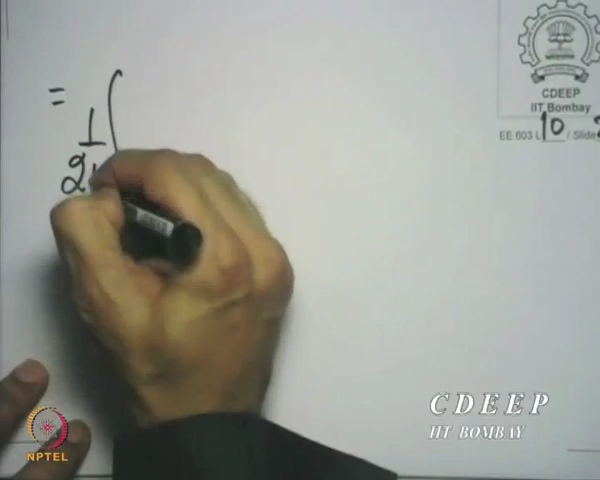 CDEEP
IIT Bombay
EE 603 L 10 / Slide
= 1 ∫
2
CDEEP
IIT BOMBAY
NPTEL